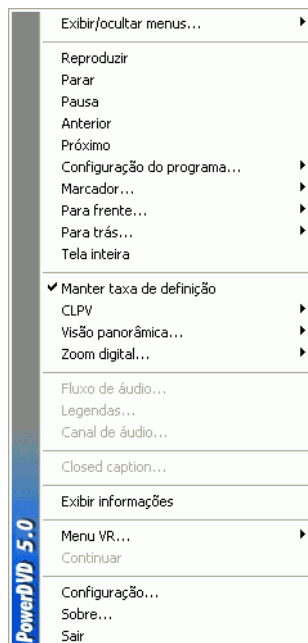 Exibir/ocultar menus...
Reproduzir
Parar
Pausa
Anterior
Próximo
Configuração do programa...
Marcador...
Para frente...
Para trás...
Tela inteira
Manter taxa de definição
CLPV
Visão panorâmica...
Zoom digital...
Fluxo de áudio...
Legendas...
Canal de áudio...
Closed caption...
Exibir informações
Menu VR...
Continuar
Configuração...
Sobre...
Sair
PowerDVD 5.0